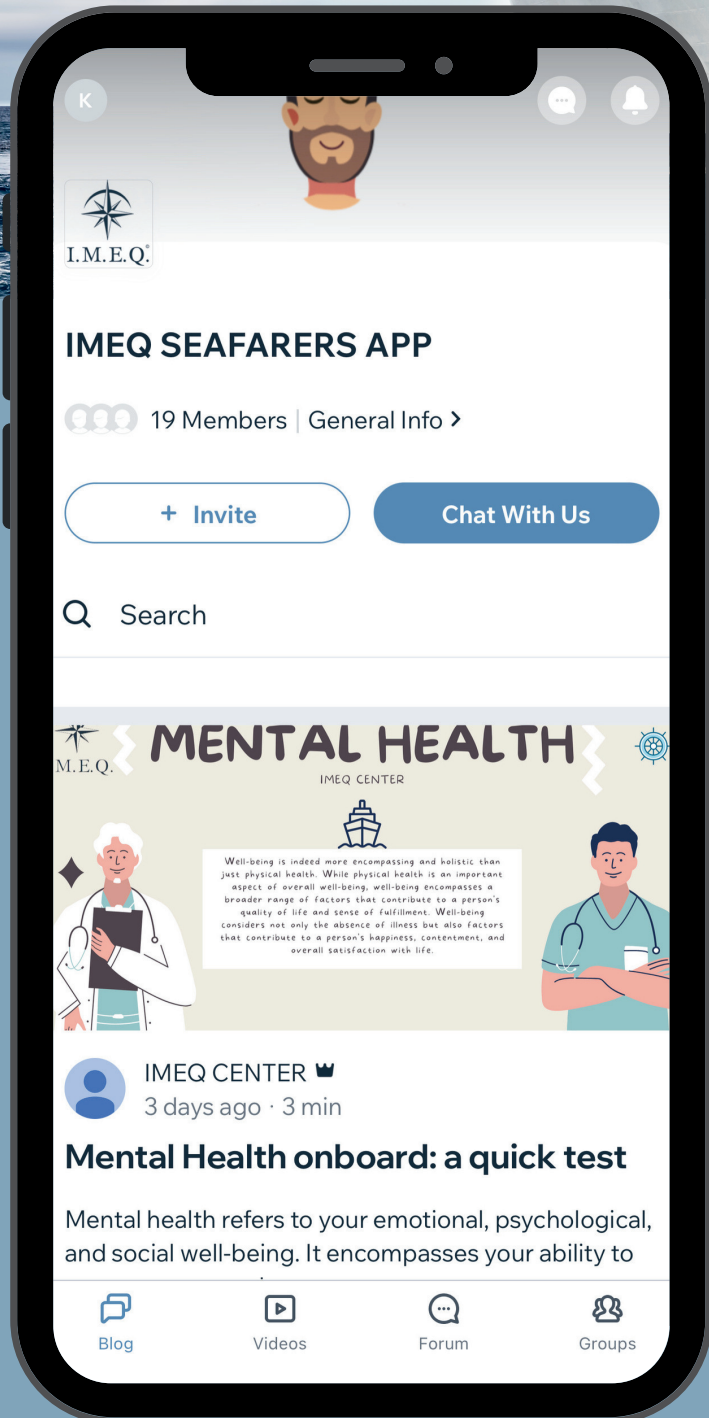 K
I.M.E.Q.
IMEQ SEAFARERS APP
19 Members | General Info >
+ Invite
Chat With Us
Search
MENTAL HEALTH
M.E.Q.
IMEQ CENTER
Well-being is indeed more encompassing and holistic than
just physical health. While physical health is an important
aspect of overall well-being, well-being encompasses a
broader range of factors that contribute to a person's
quality of life and sense of fulfillment. Well-being
considers not only the absence of illness but also factors
that contribute to a person's happiness, contentment, and
overall satisfaction with life.
IMEQ CENTER
3 days ago · 3 min
Mental Health onboard: a quick test
Mental health refers to your emotional, psychological,
and social well-being. It encompasses your ability to
Blog
Videos
Forum
Groups